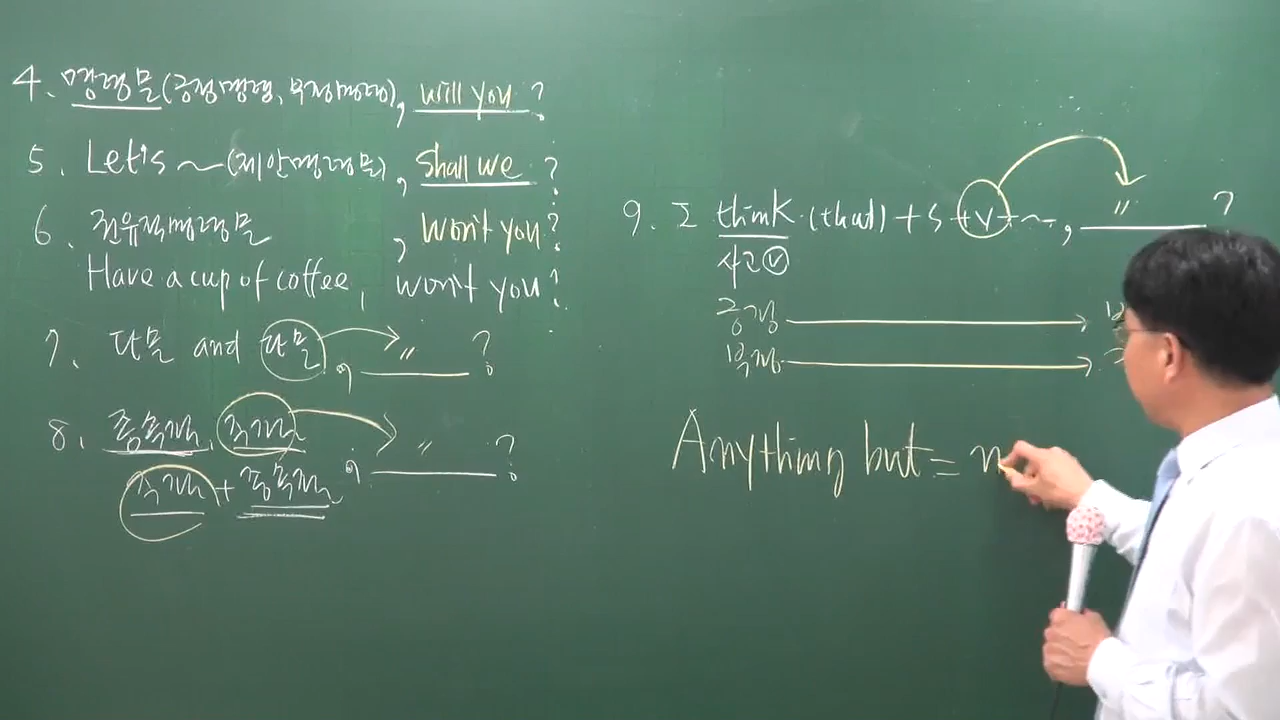 4. 명령문(긍정명령, 부정명령), will you ?
5. Let's ~ (제안명령문), shall we ?
6. 권유적명령문, won't you ?
Have a cup of coffee, won't you ?
7. 단문 and 단문, 〃 ?
8. 종속절, 주절, 〃 ?
주절 + 종속절
9. I think (that) + S + V + ~, 〃 ?
사고 ⓥ
긍정 → 부
부정 → 긍
Anything but = n